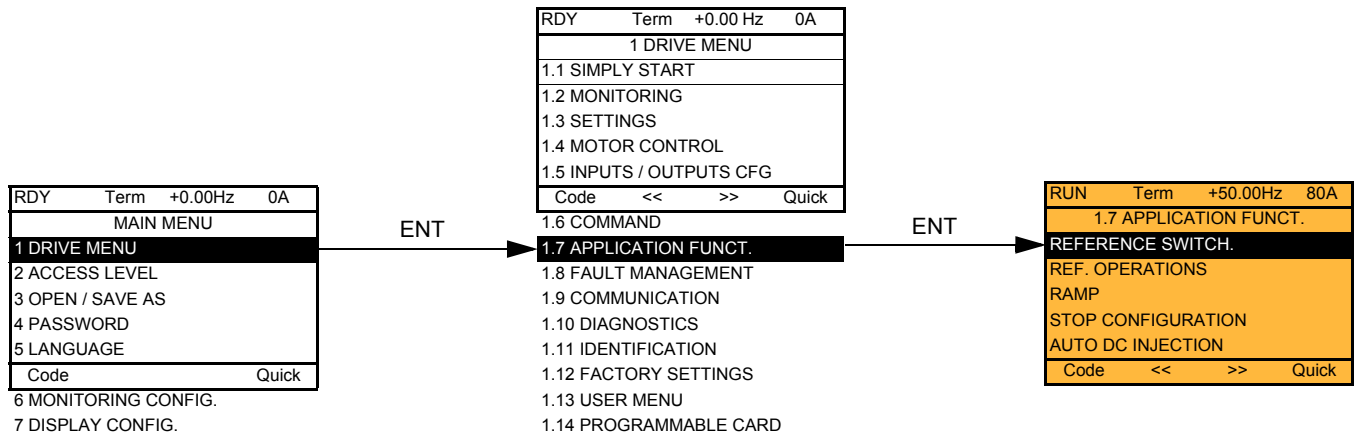 RDY Term +0.00Hz 0A
MAIN MENU
1 DRIVE MENU
2 ACCESS LEVEL
3 OPEN / SAVE AS
4 PASSWORD
5 LANGUAGE
Code Quick
6 MONITORING CONFIG.
7 DISPLAY CONFIG.
ENT
RDY Term +0.00 Hz 0A
1 DRIVE MENU
1.1 SIMPLY START
1.2 MONITORING
1.3 SETTINGS
1.4 MOTOR CONTROL
1.5 INPUTS / OUTPUTS CFG
Code << >> Quick
1.6 COMMAND
1.7 APPLICATION FUNCT.
1.8 FAULT MANAGEMENT
1.9 COMMUNICATION
1.10 DIAGNOSTICS
1.11 IDENTIFICATION
1.12 FACTORY SETTINGS
1.13 USER MENU
1.14 PROGRAMMABLE CARD
ENT
RUN Term +50.00Hz 80A
1.7 APPLICATION FUNCT.
REFERENCE SWITCH.
REF. OPERATIONS
RAMP
STOP CONFIGURATION
AUTO DC INJECTION
Code << >> Quick